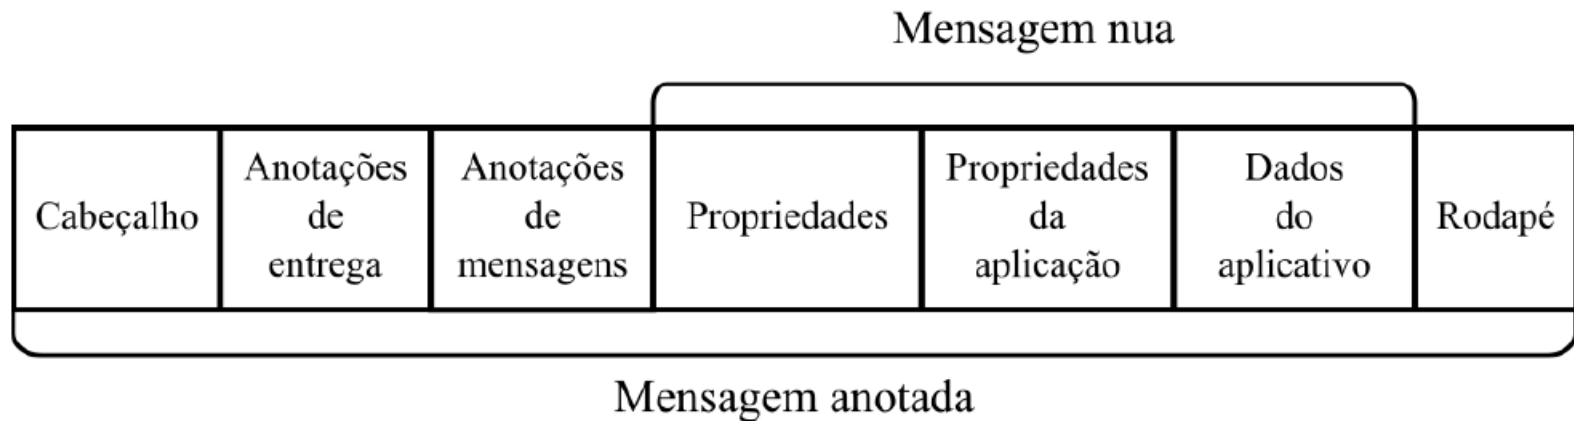 Mensagem nua
Cabeçalho
Anotações
de
entrega
Anotações
de
mensagens
Propriedades
Propriedades
da
aplicação
Dados
do
aplicativo
Rodapé
Mensagem anotada